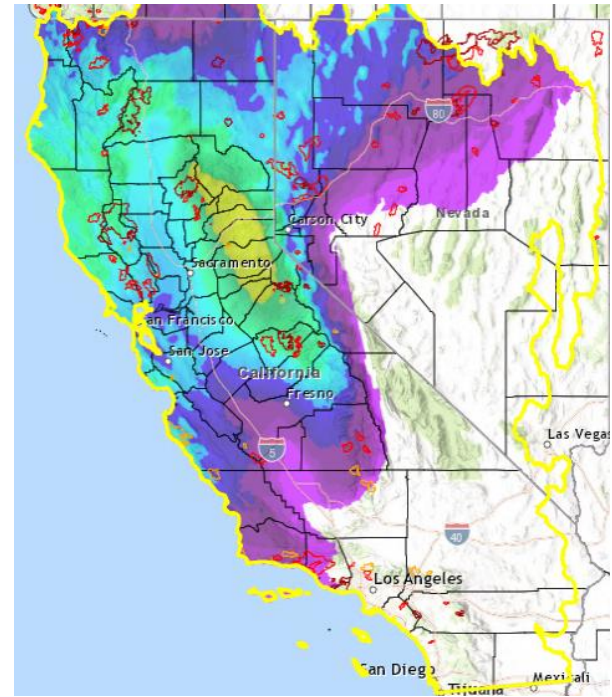 80
Carson City
Nevada
Sacramento
an Francisco
San Jose
California
Fresno
5
Las Vegas
40
Los Angeles
San Diego
Tijuana
Mexicali